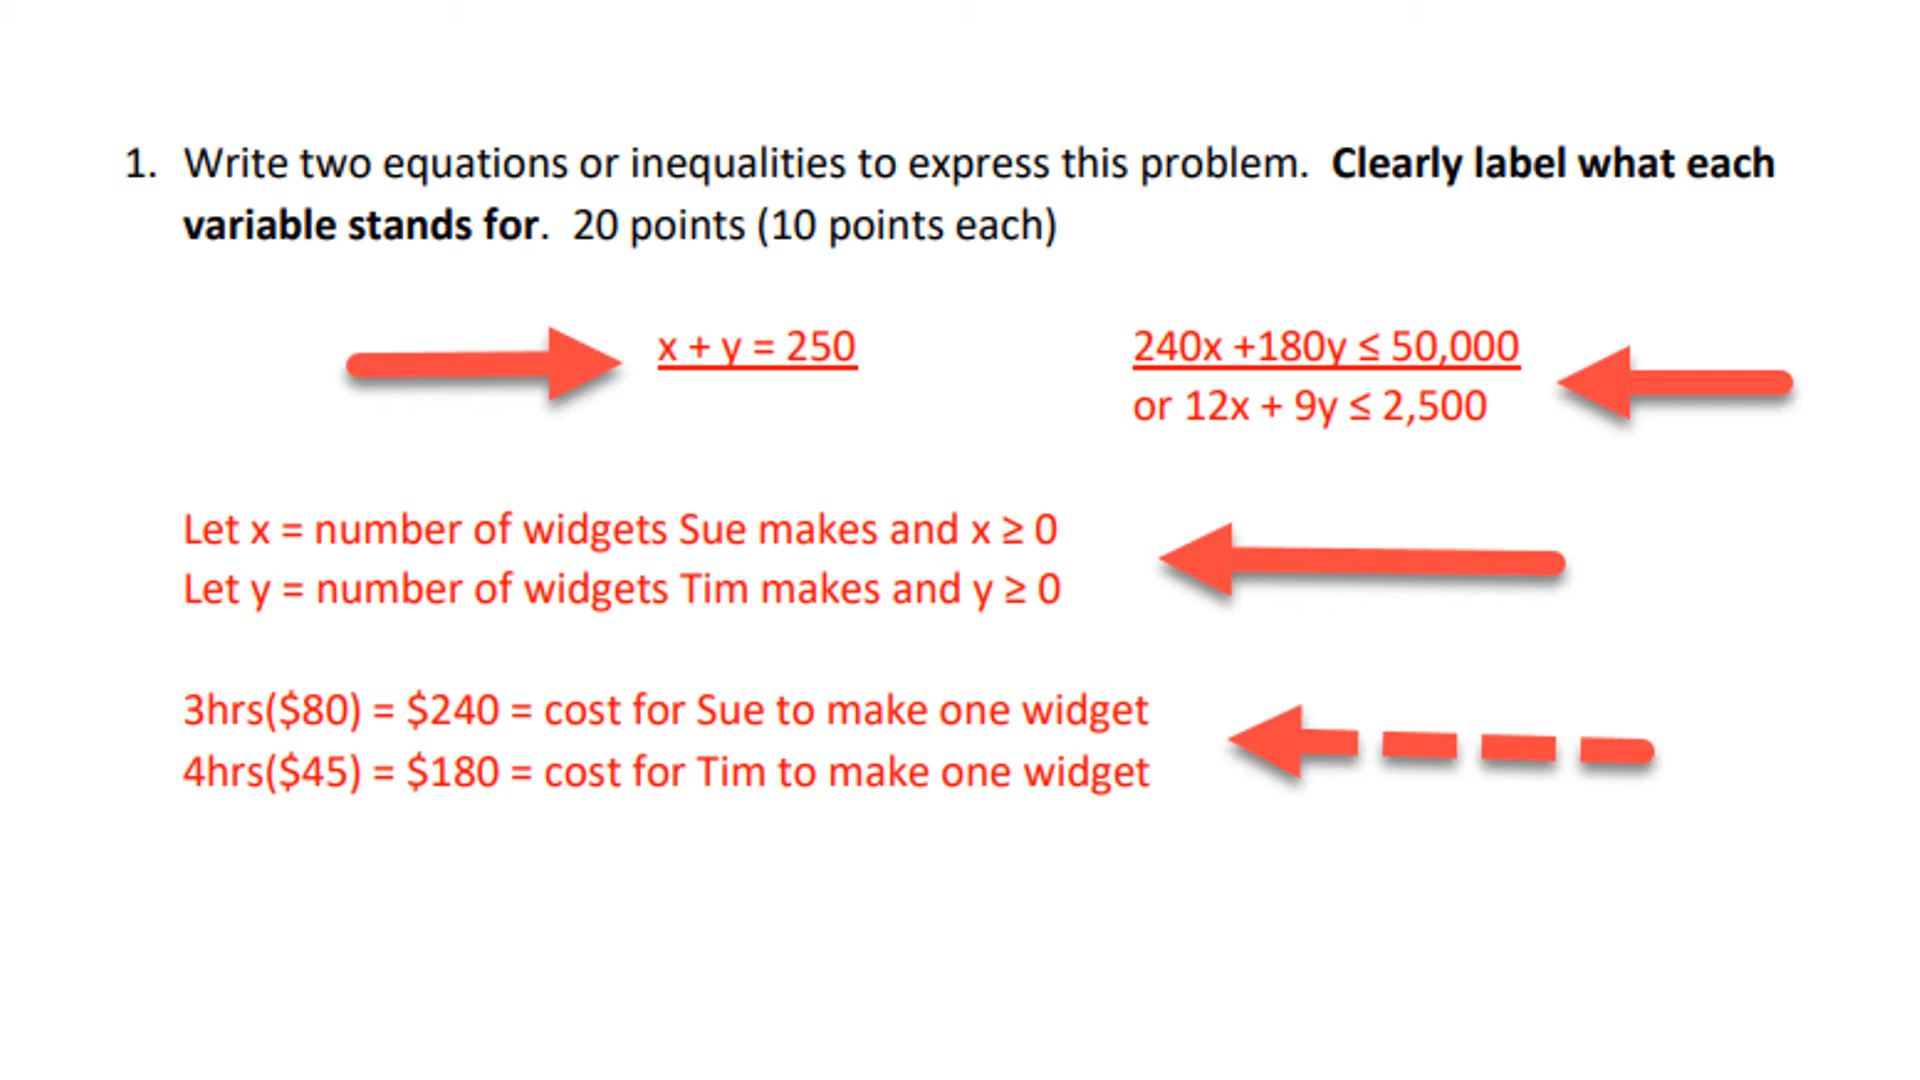 1. Write two equations or inequalities to express this problem. Clearly label what each
variable stands for. 20 points (10 points each)
x + y = 250
240x +180y ≤ 50,000
or 12x + 9y ≤ 2,500
Let x = number of widgets Sue makes and x ≥ 0
Let y = number of widgets Tim makes and y ≥ 0
3hrs($80) = $240 = cost for Sue to make one widget
4hrs($45) = $180 = cost for Tim to make one widget